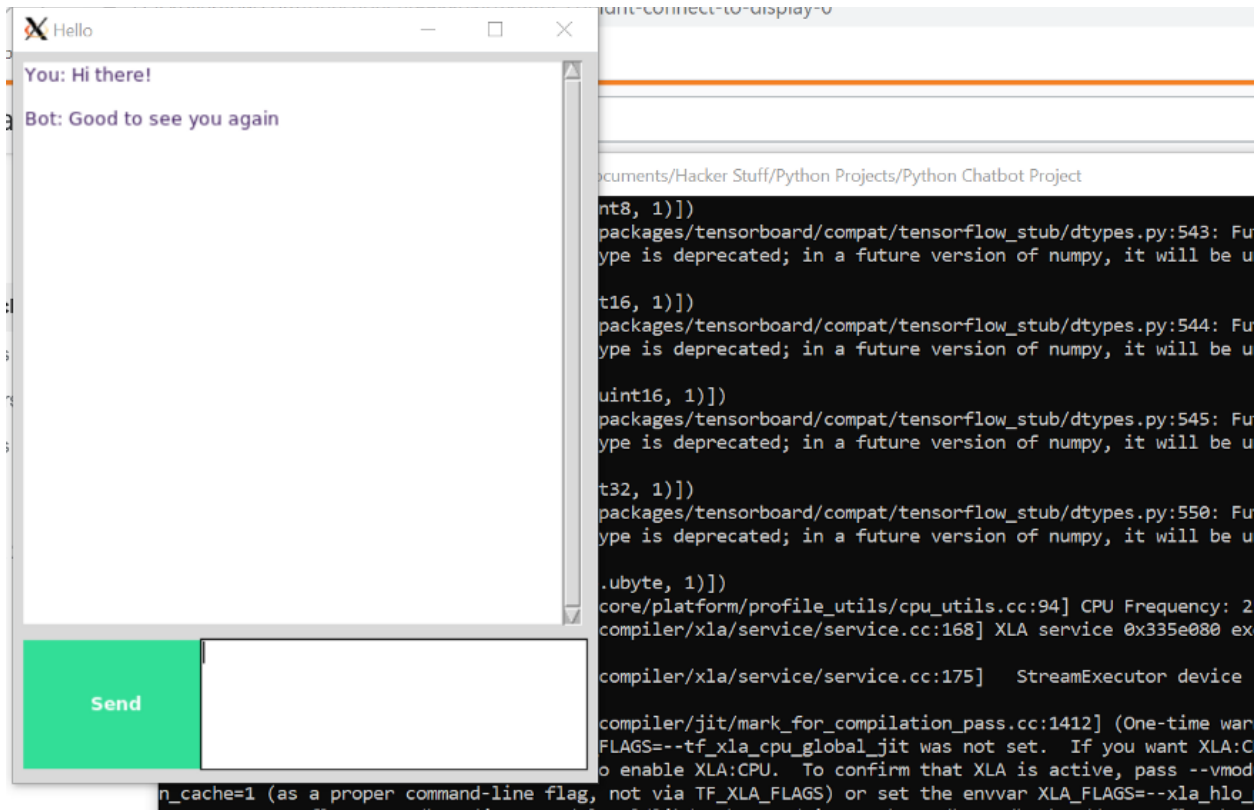 Hello
You: Hi there!
Bot: Good to see you again
Send
connect-to-display-0
/Hacker Stuff/Python Projects/Python Chatbot Project
nt8, 1)])
packages/tensorboard/compat/tensorflow_stub/dtypes.py:543: Fu
ype is deprecated; in a future version of numpy, it will be u
t16, 1)])
packages/tensorboard/compat/tensorflow_stub/dtypes.py:544: Fu
ype is deprecated; in a future version of numpy, it will be u
uint16, 1)])
packages/tensorboard/compat/tensorflow_stub/dtypes.py:545: Fu
ype is deprecated; in a future version of numpy, it will be u
t32, 1)])
packages/tensorboard/compat/tensorflow_stub/dtypes.py:550: Fu
ype is deprecated; in a future version of numpy, it will be u
.ubyte, 1)])
core/platform/profile_utils/cpu_utils.cc:94] CPU Frequency: 2
compiler/xla/service/service.cc:168] XLA service 0x335e080 ex
compiler/xla/service/service.cc:175]   StreamExecutor device
compiler/jit/mark_for_compilation_pass.cc:1412] (One-time war
FLAGS=--tf_xla_cpu_global_jit was not set.  If you want XLA:C
o enable XLA:CPU.  To confirm that XLA is active, pass --vmod
n_cache=1 (as a proper command-line flag, not via TF_XLA_FLAGS) or set the envvar XLA_FLAGS=--xla_hlo